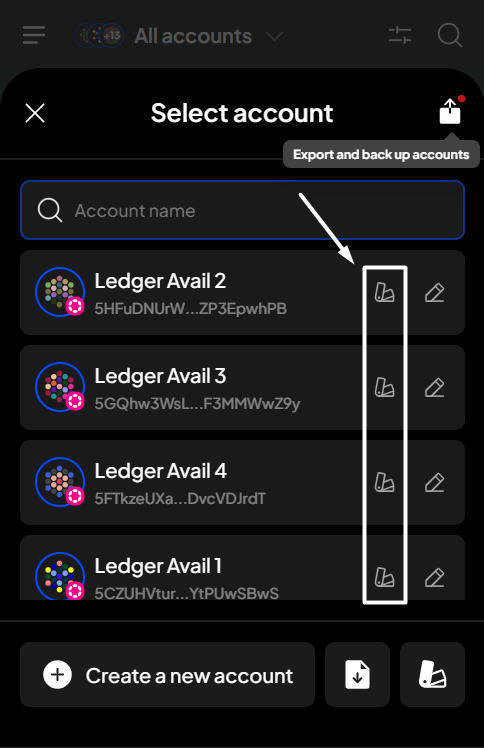 +13 All accounts
Select account
Export and back up accounts
Account name
Ledger Avail 2
5HFuDNUrW...ZP3EpwhPB
Ledger Avail 3
5GQhw3WsL...F3MMWwZ9y
Ledger Avail 4
5FTkzeUXa...DvcVDJrdT
Ledger Avail 1
5CZUHVtur...YtPUwSBwS
Create a new account